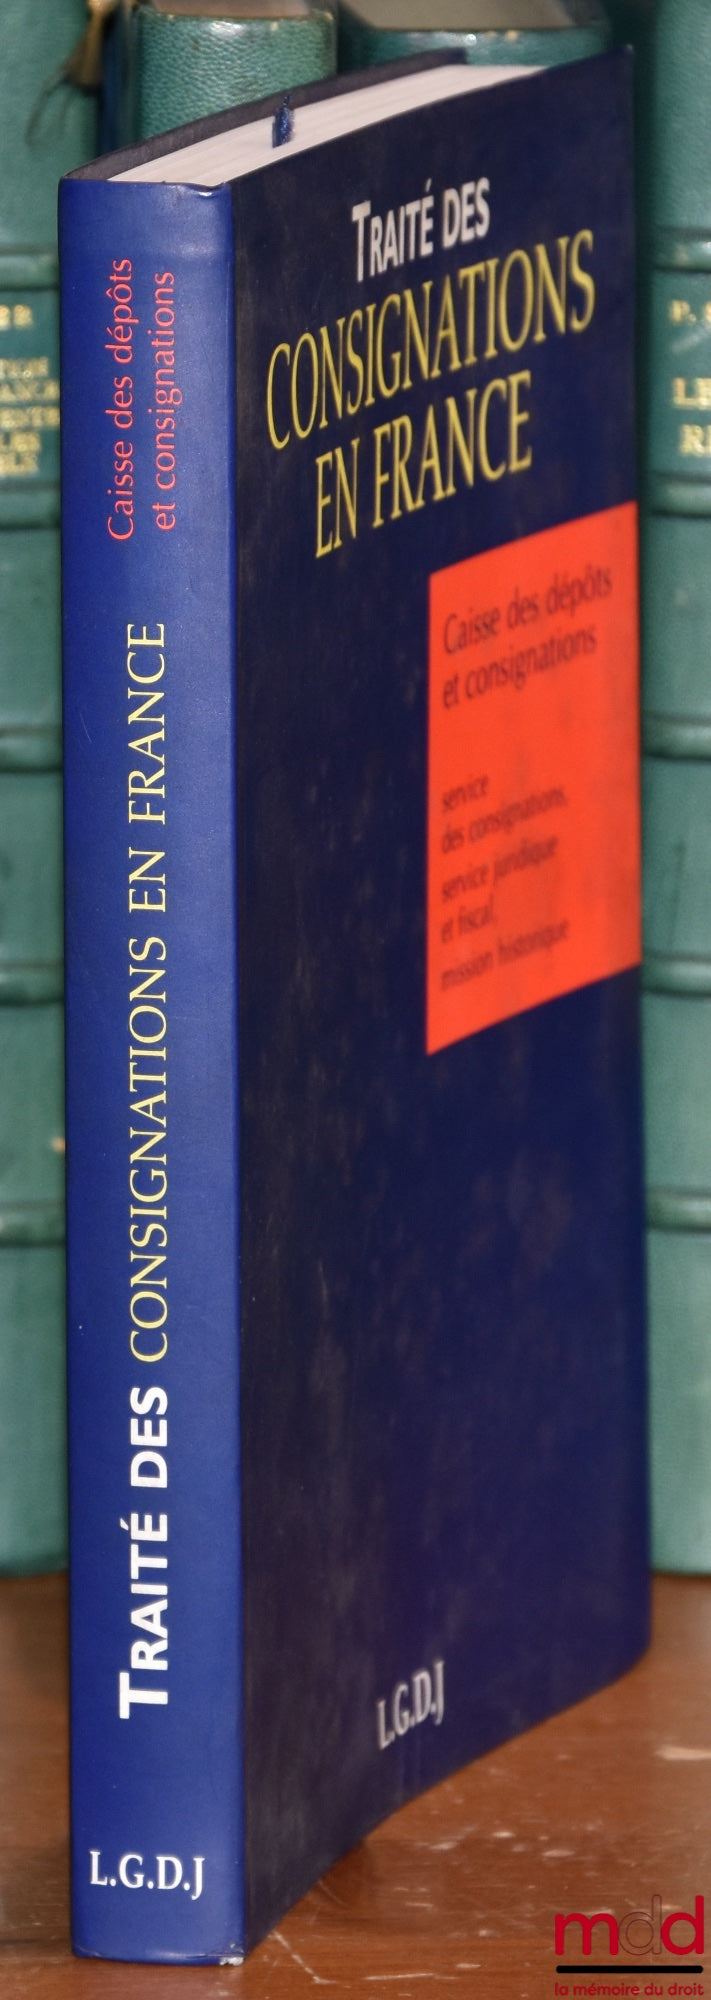 Caisse des dépôts
et consignations
TRAITÉ DES CONSIGNATIONS EN FRANCE
L.G.D.J
TRAITÉ DES
CONSIGNATIONS
EN FRANCE
Caisse des dépôts
et consignations
service
des consignations,
service juridique
et fiscal,
mission historique
L.G.D.J
mdd
la mémoire du droit